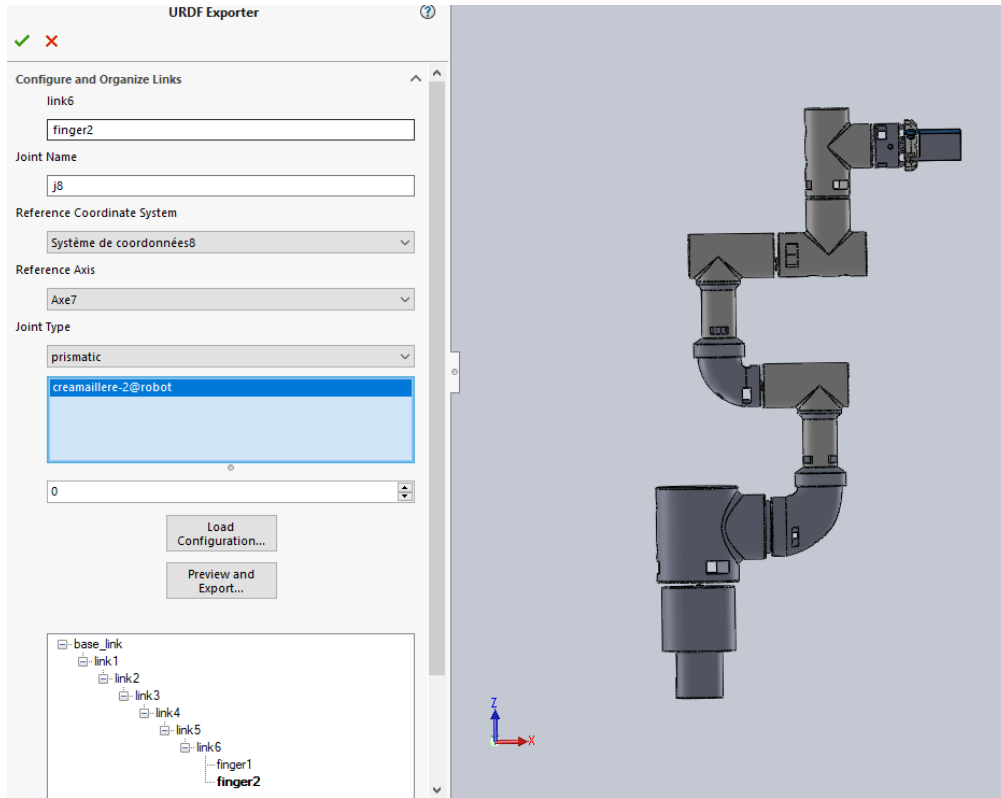 URDF Exporter
Configure and Organize Links
link6
finger2
Joint Name
j8
Reference Coordinate System
Système de coordonnées8
Reference Axis
Axe7
Joint Type
prismatic
creamaillere-2@robot
0
Load
Configuration...
Preview and
Export...
base_link
link1
link2
link3
link4
link5
link6
finger1
finger2
Z
X